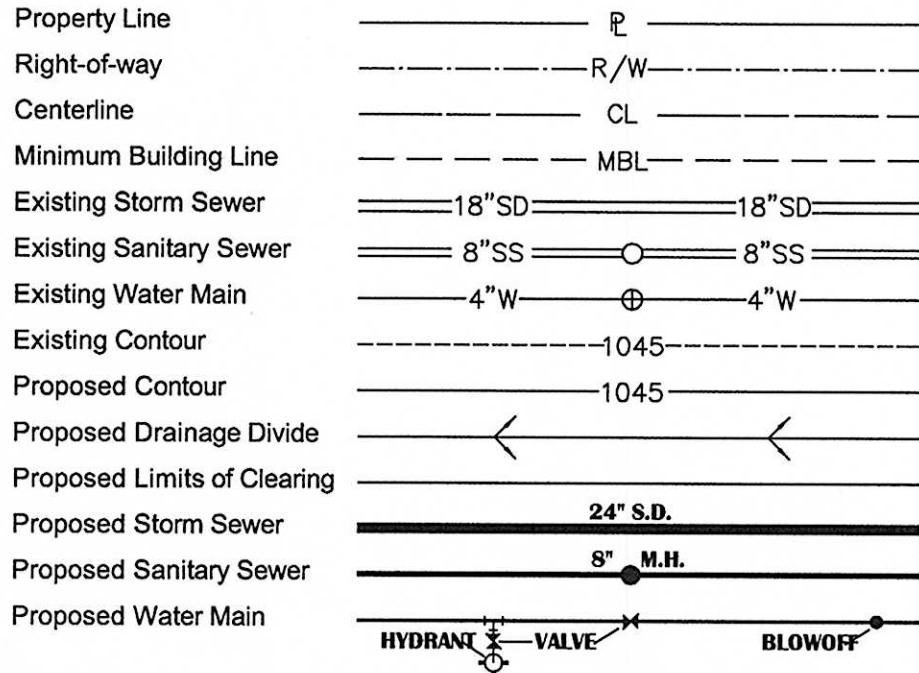 Property Line ㅤPL
Right-of-way R/W
Centerline CL
Minimum Building Line MBL
Existing Storm Sewer 18"SD 18"SD
Existing Sanitary Sewer 8"SS 8"SS
Existing Water Main 4"W 4"W
Existing Contour 1045
Proposed Contour 1045
Proposed Drainage Divide
Proposed Limits of Clearing
Proposed Storm Sewer 24" S.D.
Proposed Sanitary Sewer 8" M.H.
Proposed Water Main
HYDRANT VALVE BLOWOFF